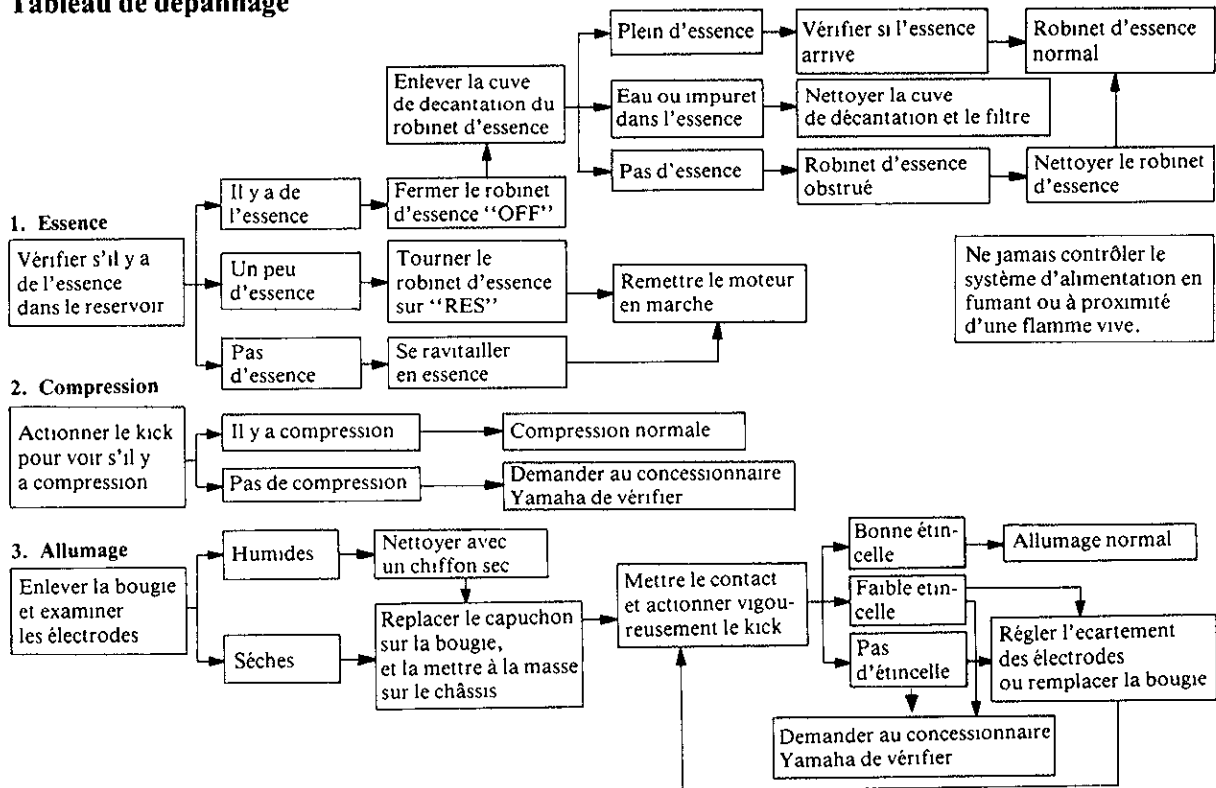 Tableau de dépannage
1. Essence
Vérifier s'il y a
de l'essence
dans le reservoir
Il y a de
l'essence
Fermer le robinet
d'essence "OFF"
Enlever la cuve
de decantation du
robinet d'essence
Plein d'essence
Vérifier si l'essence
arrive
Robinet d'essence
normal
Eau ou impuret
dans l'essence
Nettoyer la cuve
de décantation et le filtre
Pas d'essence
Robinet d'essence
obstrué
Nettoyer le robinet
d'essence
Un peu
d'essence
Tourner le
robinet d'essence
sur "RES"
Remettre le moteur
en marche
Pas
d'essence
Se ravitailler
en essence
Ne jamais contrôler le
système d'alimentation en
fumant ou à proximité
d'une flamme vive.
2. Compression
Actionner le kick
pour voir s'il y
a compression
Il y a compression
Compression normale
Pas de compression
Demander au concessionnaire
Yamaha de vérifier
3. Allumage
Enlever la bougie
et examiner
les électrodes
Humides
Nettoyer avec
un chiffon sec
Séches
Replacer le capuchon
sur la bougie,
et la mettre à la masse
sur le châssis
Mettre le contact
et actionner vigou-
reusement le kick
Bonne étin-
celle
Allumage normal
Faible etin-
celle
Pas
d'étincelle
Régler l'ecartement
des électrodes
ou remplacer la bougie
Demander au concessionnaire
Yamaha de vérifier